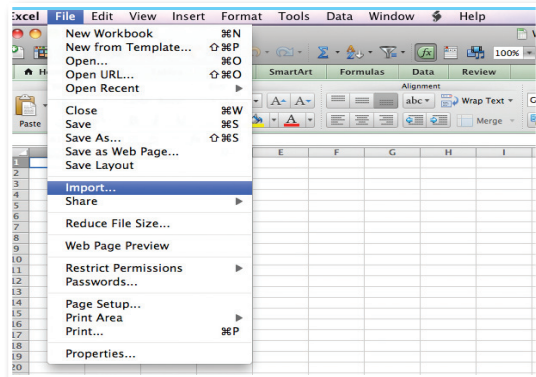 Excel File Edit View Insert Format Tools Data Window Help
New Workbook ⌘N
New from Template... ⇧⌘P
Open... ⌘O
Open URL... ⇧⌘O
Open Recent ▶
Close ⌘W
Save ⌘S
Save As... ⇧⌘S
Save as Web Page...
Save Layout
Import...
Share ▶
Reduce File Size...
Web Page Preview
Restrict Permissions ▶
Passwords...
Page Setup...
Print Area ▶
Print... ⌘P
Properties...
100%
H SmartArt Formulas Data Review
Alignment
A A abc Wrap Text
Paste A Merge
E F G H I
1
2
3
4
5
6
7
8
9
10
11
12
13
14
15
16
17
18
19
20